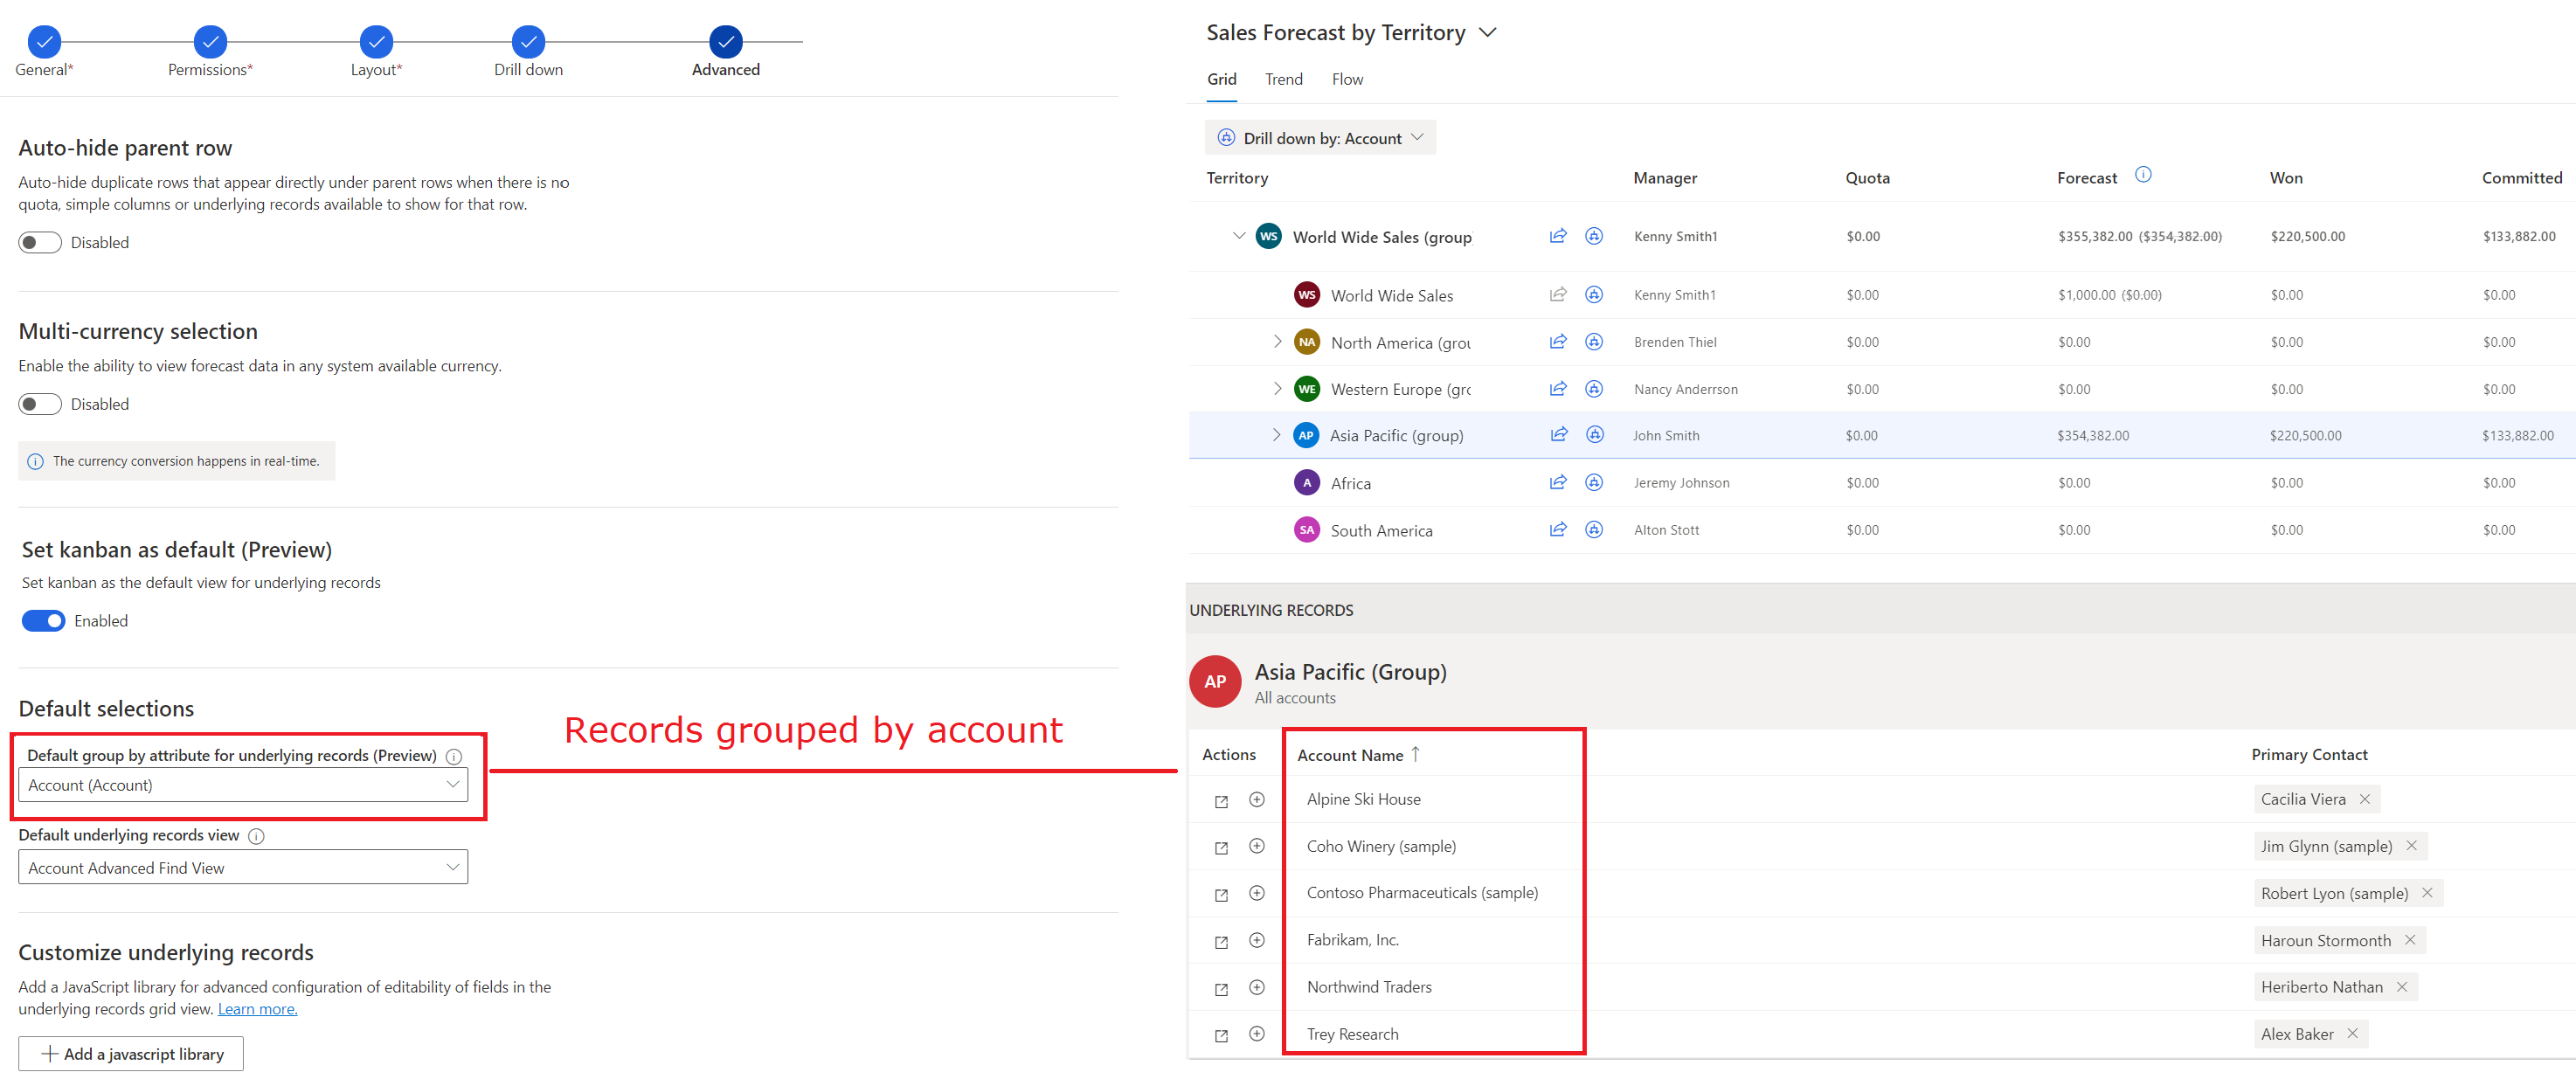 General*
Permissions*
Layout*
Drill down
Advanced
Auto-hide parent row
Auto-hide duplicate rows that appear directly under parent rows when there is no
quota, simple columns or underlying records available to show for that row.
Disabled
Multi-currency selection
Enable the ability to view forecast data in any system available currency.
Disabled
The currency conversion happens in real-time.
Set kanban as default (Preview)
Set kanban as the default view for underlying records
Enabled
Default selections
Default group by attribute for underlying records (Preview)
Account (Account)
Default underlying records view
Account Advanced Find View
Customize underlying records
Add a JavaScript library for advanced configuration of editability of fields in the
underlying records grid view. Learn more.
Add a javascript library
Records grouped by account
Sales Forecast by Territory
Grid Trend Flow
Drill down by: Account
Territory Manager Quota Forecast Won Committed
WS World Wide Sales (group Kenny Smith1 $0.00 $355,382.00 ($354,382.00) $220,500.00 $133,882.00
WS World Wide Sales Kenny Smith1 $0.00 $1,000.00 ($0.00) $0.00 $0.00
NA North America (grou Brenden Thiel $0.00 $0.00 $0.00 $0.00
WE Western Europe (grc Nancy Anderrson $0.00 $0.00 $0.00 $0.00
AP Asia Pacific (group) John Smith $0.00 $354,382.00 $220,500.00 $133,882.00
A Africa Jeremy Johnson $0.00 $0.00 $0.00 $0.00
SA South America Alton Stott $0.00 $0.00 $0.00 $0.00
UNDERLYING RECORDS
AP Asia Pacific (Group)
All accounts
Actions Account Name Primary Contact
Alpine Ski House Cacilia Viera
Coho Winery (sample) Jim Glynn (sample)
Contoso Pharmaceuticals (sample) Robert Lyon (sample)
Fabrikam, Inc. Haroun Stormonth
Northwind Traders Heriberto Nathan
Trey Research Alex Baker